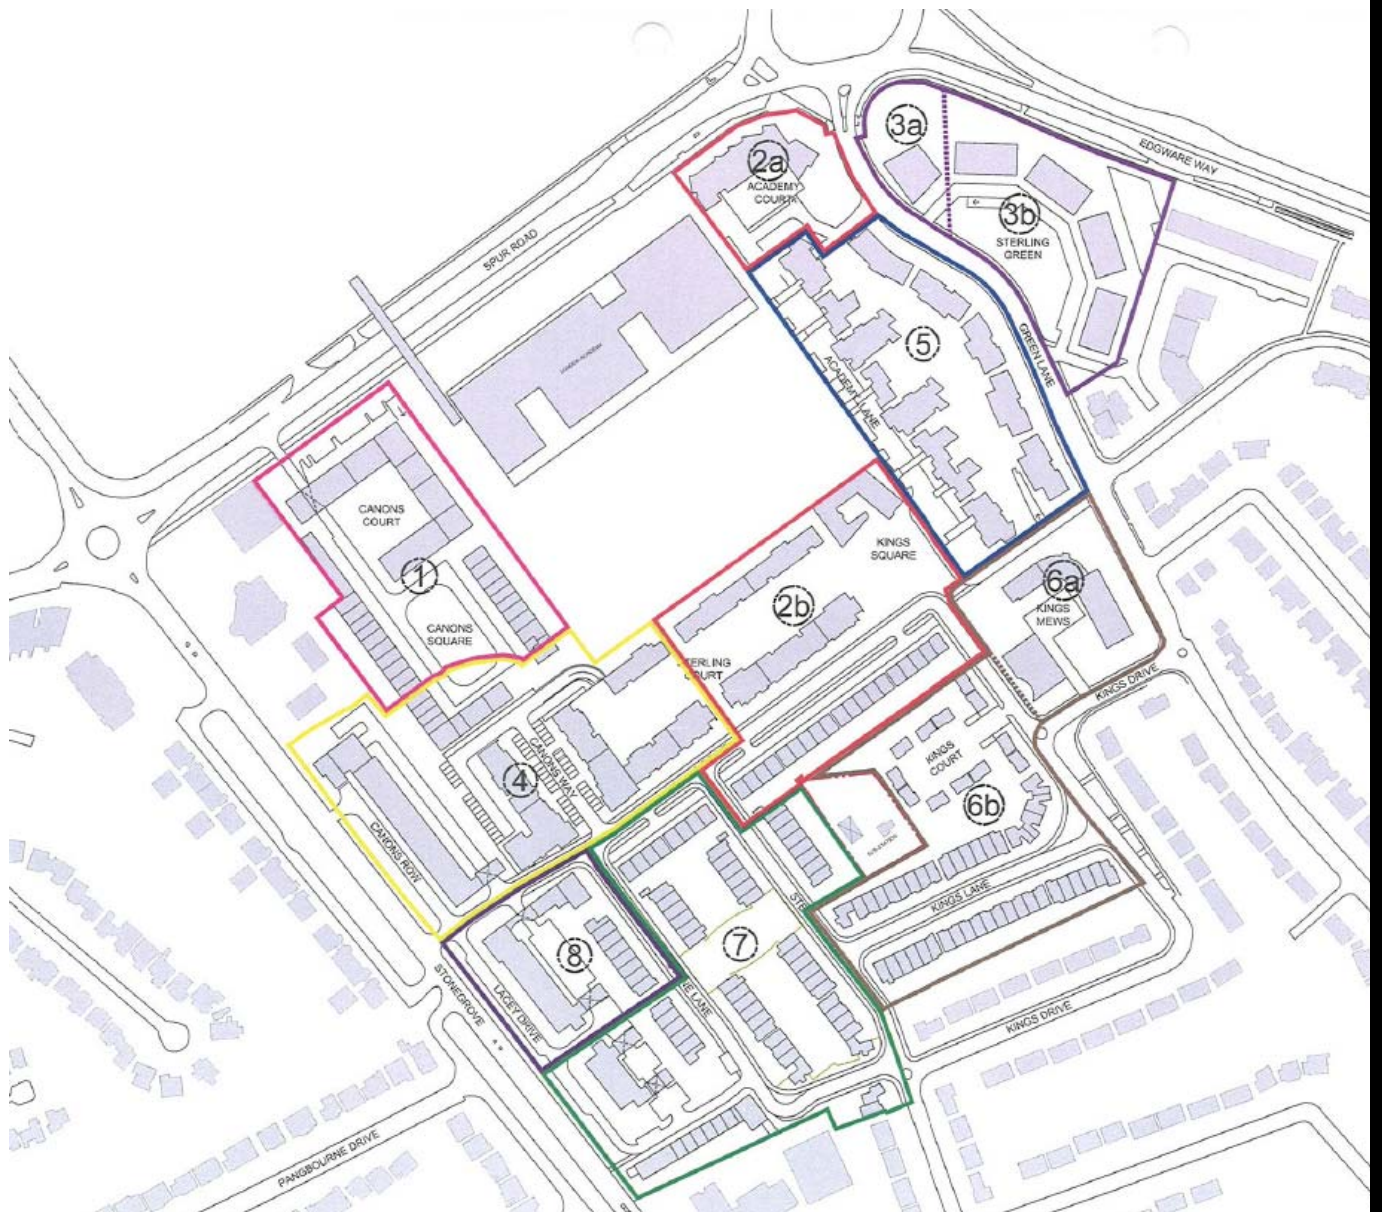 3a
EDGWARE WAY
2a
ACADEMY
COURT
3b
STERLING
GREEN
SPUR ROAD
5
GREEN LANE
ACADEMY LANE
CANONS
COURT
KINGS
SQUARE
1
6a
2b
KINGS
MEWS
CANONS
SQUARE
STERLING
COURT
KINGS DRIVE
CANONS WAY
KINGS
COURT
4
6b
CANONS ROW
KINGS LANE
7
8
STONEGROVE
LACEY DRIVE
NE LANE
KINGS DRIVE
PANGBOURNE DRIVE